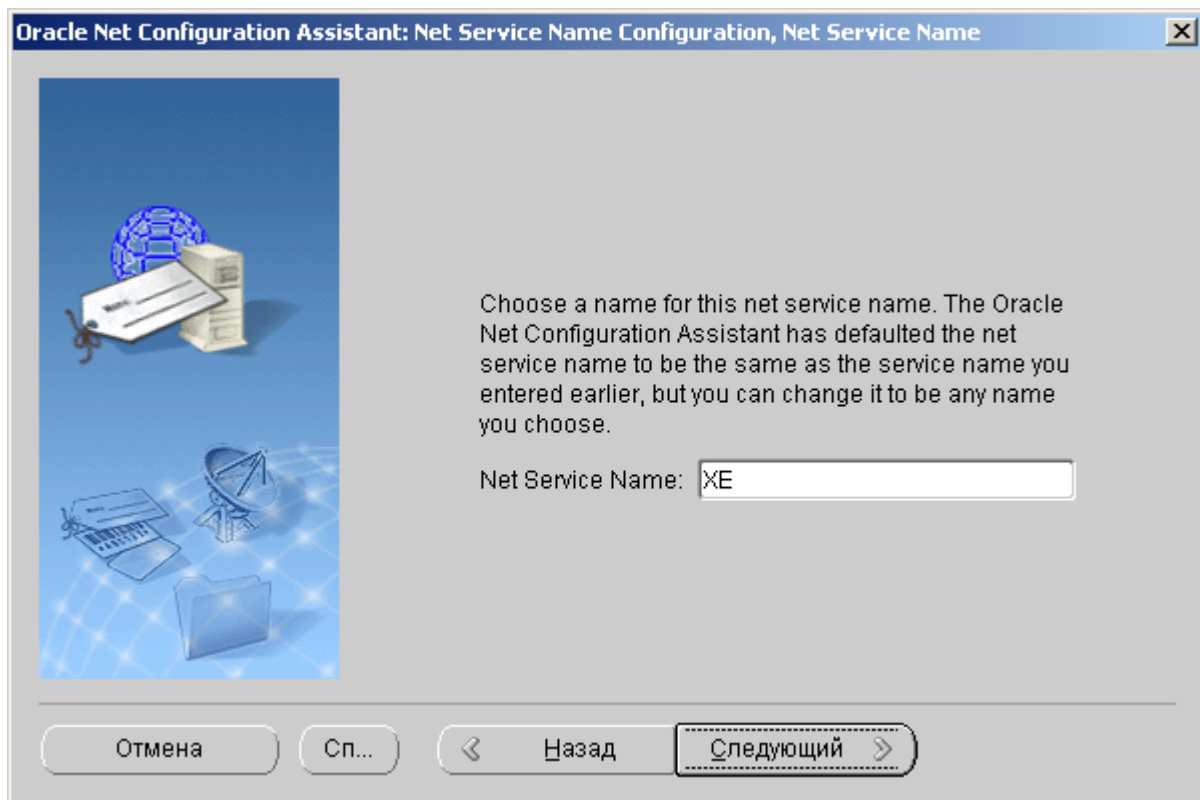 Oracle Net Configuration Assistant: Net Service Name Configuration, Net Service Name
Choose a name for this net service name. The Oracle
Net Configuration Assistant has defaulted the net
service name to be the same as the service name you
entered earlier, but you can change it to be any name
you choose.
Net Service Name: XE
Отмена Сп... Назад Следующий